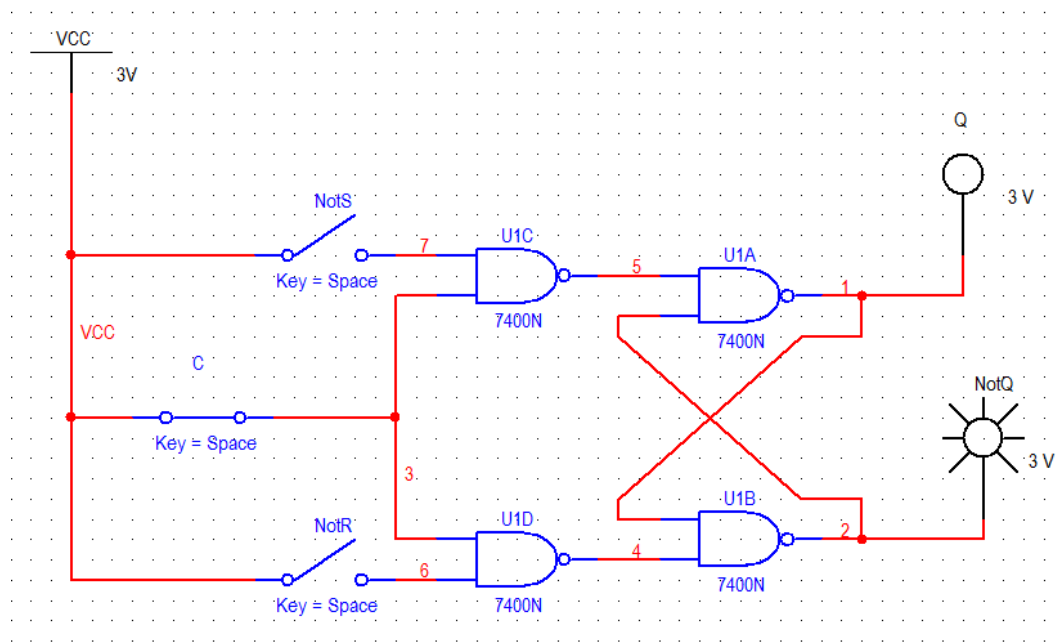 VCC
3V
Q
3 V
NotS
Key = Space
7
U1C
7400N
5
U1A
7400N
1
VCC
C
Key = Space
3
NotQ
3 V
NotR
Key = Space
6
U1D
7400N
4
U1B
7400N
2